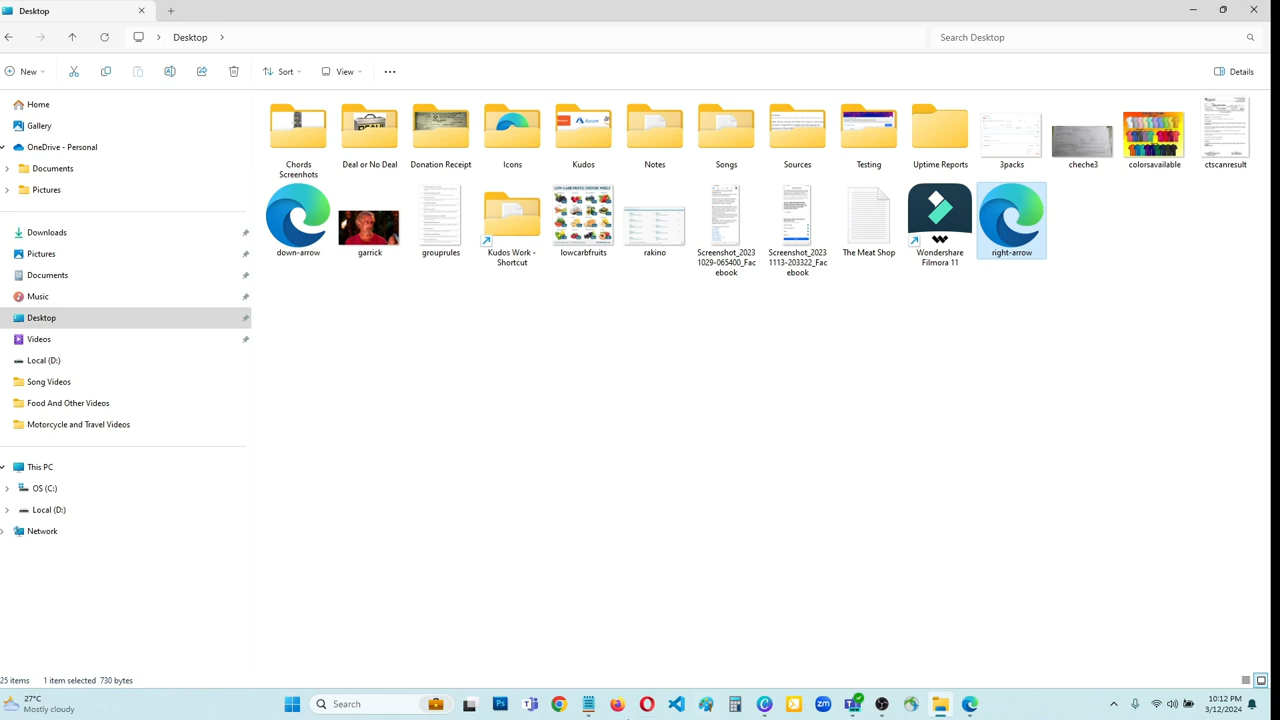 Desktop
Desktop
Search Desktop
New
Sort
View
Details
Home
Gallery
OneDrive - Personal
Documents
Pictures
Downloads
Pictures
Documents
Music
Desktop
Videos
Local (D:)
Song Videos
Food And Other Videos
Motorcycle and Travel Videos
This PC
OS (C:)
Local (D:)
Network
Chords
Screenhots
Deal or No Deal
Donation Receipt
Icons
Kudos
Notes
Songs
Sources
Testing
Uptime Reports
3packs
cheche3
colorsavailable
ctscanresult
down-arrow
garrick
grouprules
Kudos Work -
Shortcut
lowcarbfruits
rakino
Screenshot_2023
1029-065400_Fac
ebook
Screenshot_2023
1113-203322_Fac
ebook
The Meat Shop
Wondershare
Filmora 11
right-arrow
25 items 1 item selected 730 bytes
27°C
Mostly cloudy
Search
10:12 PM
3/12/2024